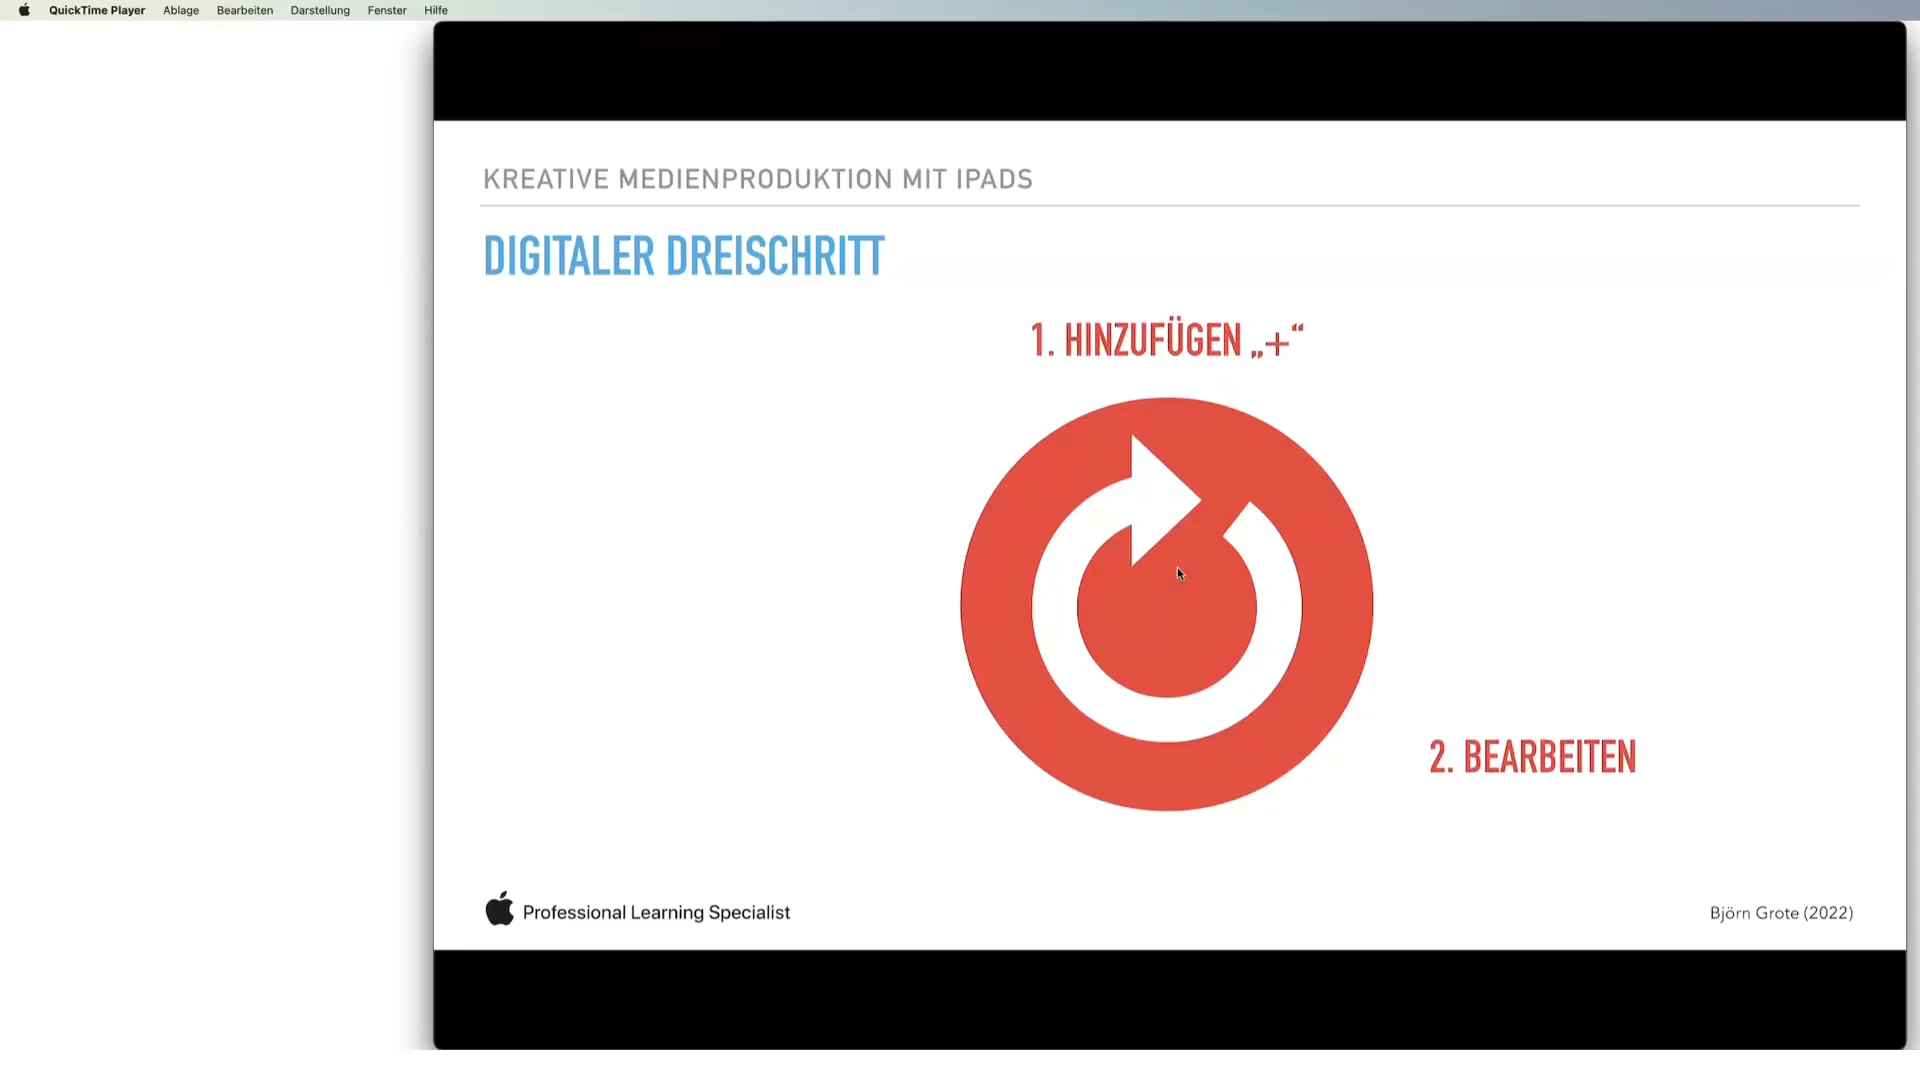 QuickTime Player Ablage Bearbeiten Darstellung Fenster Hilfe
KREATIVE MEDIENPRODUKTION MIT IPADS
DIGITALER DREISCHRITT
1. HINZUFÜGEN „+“
2. BEARBEITEN
Professional Learning Specialist
Björn Grote (2022)